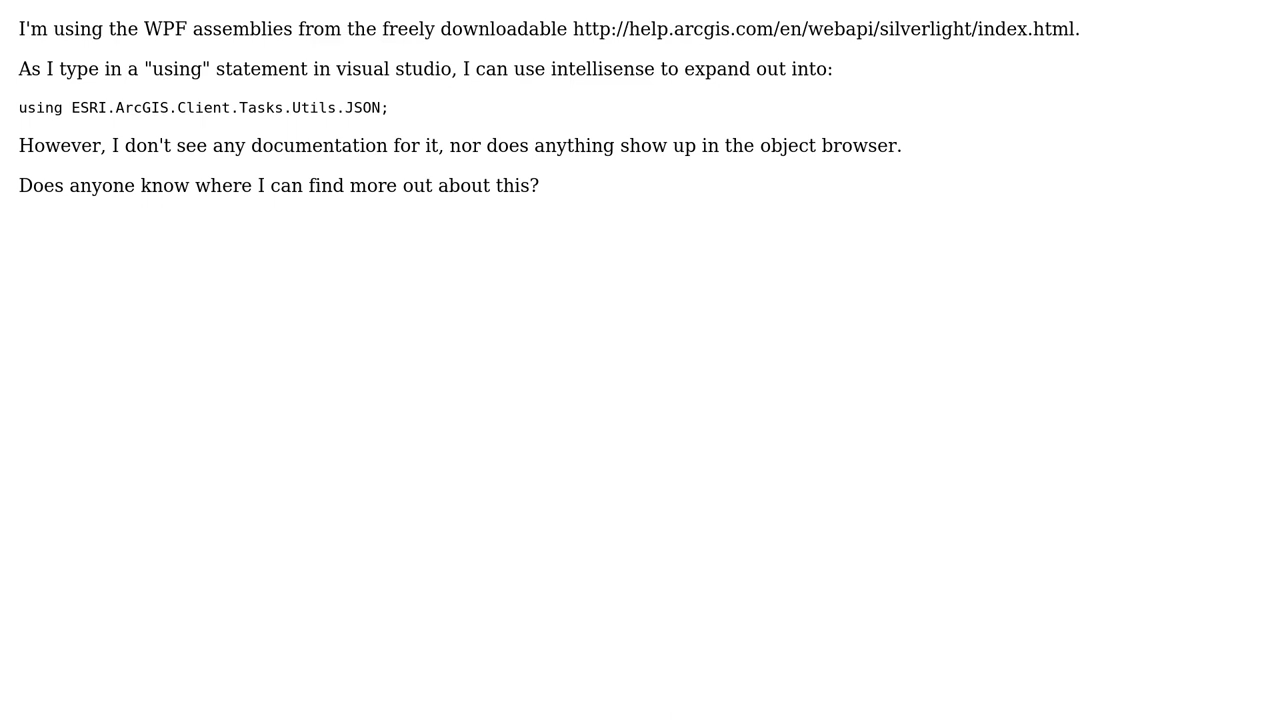 I'm using the WPF assemblies from the freely downloadable http://help.arcgis.com/en/webapi/silverlight/index.html.
As I type in a "using" statement in visual studio, I can use intellisense to expand out into:
using ESRI.ArcGIS.Client.Tasks.Utils.JSON;
However, I don't see any documentation for it, nor does anything show up in the object browser.
Does anyone know where I can find more out about this?